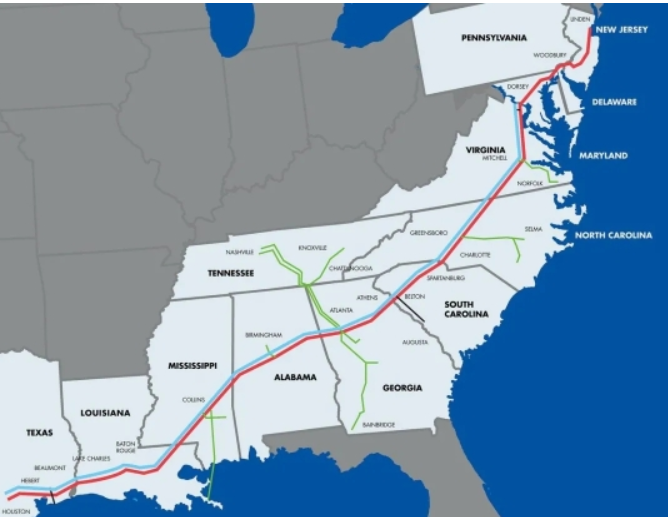 LINDEN
NEW JERSEY
PENNSYLVANIA
WOODBURY
DORSEY
DELAWARE
VIRGINIA
MITCHELL
MARYLAND
NORFOLK
GREENSBORO
SELMA
NORTH CAROLINA
NASHVILLE
KNOXVILLE
CHARLOTTE
TENNESSEE
CHATTANOOGA
SPARTANBURG
ATHENS
BELTON
SOUTH
CAROLINA
ATLANTA
BIRMINGHAM
AUGUSTA
MISSISSIPPI
ALABAMA
GEORGIA
COLLINS
LOUISIANA
BAINBRIDGE
TEXAS
BATON
ROUGE
LAKE CHARLES
BEAUMONT
HEBERT
HOUSTON